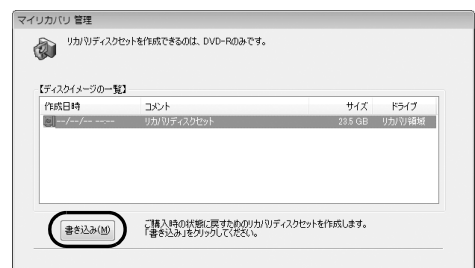 マイリカバリ 管理
リカバリディスクセットを作成できるのは、DVD-Rのみです。
【ディスクイメージの一覧】
作成日時 コメント サイズ ドライブ
--/--/-- --:-- リカバリディスクセット 23.5 GB リカバリ領域
書き込み(M)
ご購入時の状態に戻すためのリカバリディスクセットを作成します。
「書き込み」をクリックしてください。